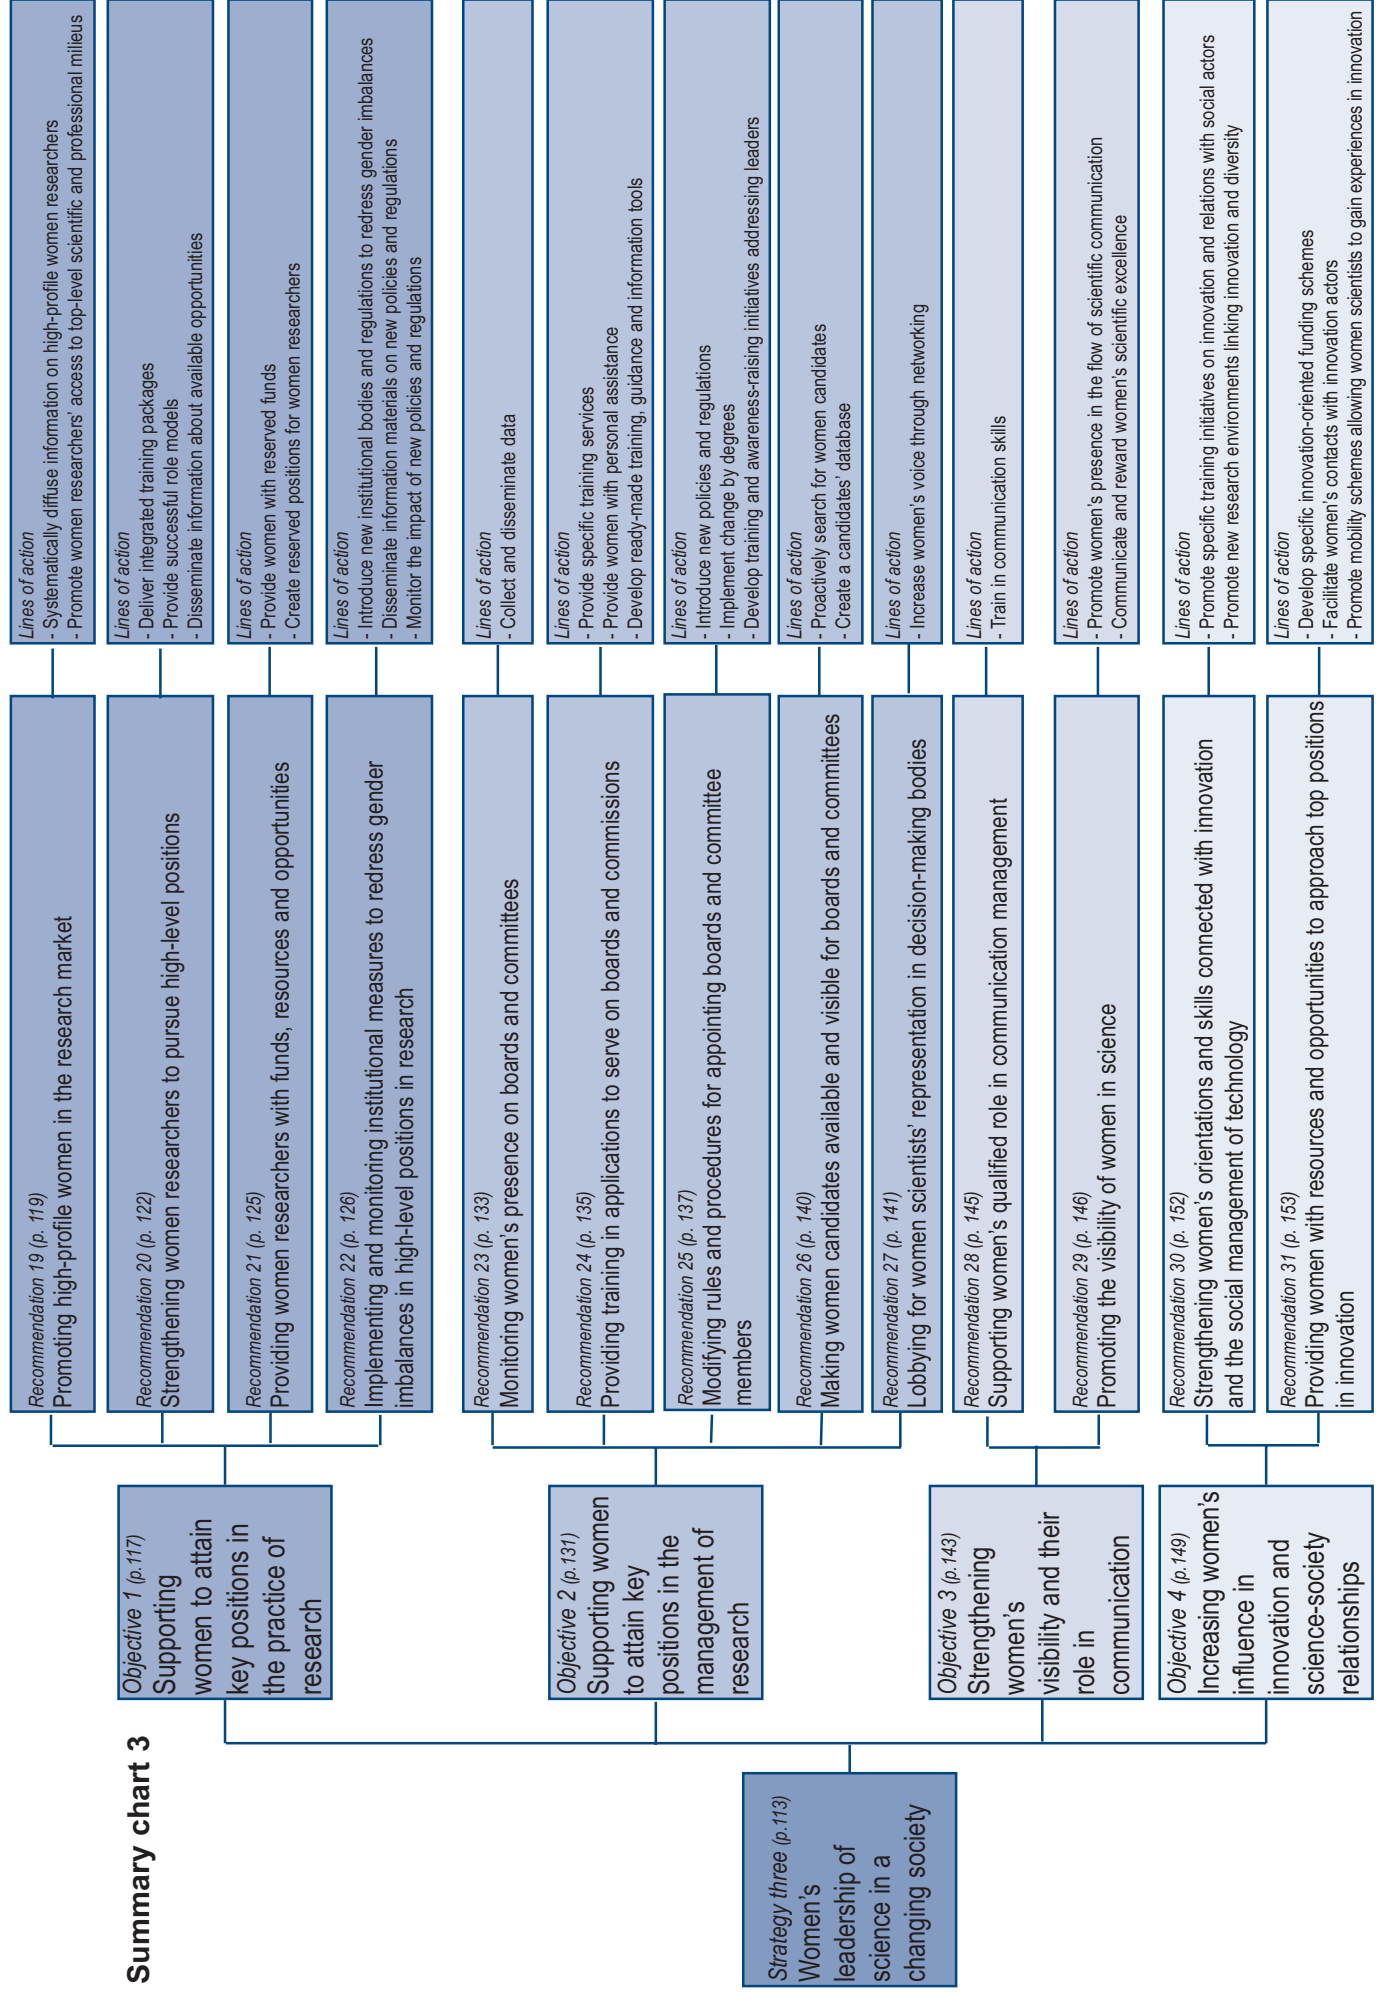 Summary chart 3
Strategy three (p.113)
Women's
leadership of
science in a
changing society
Objective 1 (p.117)
Supporting
women to attain
key positions in
the practice of
research
Recommendation 19 (p. 119)
Promoting high-profile women in the research market
Lines of action
- Systematically diffuse information on high-profile women researchers
- Promote women researchers' access to top-level scientific and professional milieus
Recommendation 20 (p. 122)
Strengthening women researchers to pursue high-level positions
Lines of action
- Deliver integrated training packages
- Provide successful role models
- Disseminate information about available opportunities
Recommendation 21 (p. 125)
Providing women researchers with funds, resources and opportunities
Lines of action
- Provide women with reserved funds
- Create reserved positions for women researchers
Recommendation 22 (p. 126)
Implementing and monitoring institutional measures to redress gender
imbalances in high-level positions in research
Lines of action
- Introduce new institutional bodies and regulations to redress gender imbalances
- Disseminate information materials on new policies and regulations
- Monitor the impact of new policies and regulations
Objective 2 (p.131)
Supporting women
to attain key
positions in the
management of
research
Recommendation 23 (p. 133)
Monitoring women's presence on boards and committees
Lines of action
- Collect and disseminate data
Recommendation 24 (p. 135)
Providing training in applications to serve on boards and commissions
Lines of action
- Provide specific training services
- Provide women with personal assistance
- Develop ready-made training, guidance and information tools
Recommendation 25 (p. 137)
Modifying rules and procedures for appointing boards and committee
members
Lines of action
- Introduce new policies and regulations
- Implement change by degrees
- Develop training and awareness-raising initiatives addressing leaders
Recommendation 26 (p. 140)
Making women candidates available and visible for boards and committees
Lines of action
- Proactively search for women candidates
- Create a candidates' database
Recommendation 27 (p. 141)
Lobbying for women scientists' representation in decision-making bodies
Lines of action
- Increase women's voice through networking
Objective 3 (p.143)
Strengthening
women's
visibility and their
role in
communication
Recommendation 28 (p. 145)
Supporting women's qualified role in communication management
Lines of action
- Train in communication skills
Recommendation 29 (p. 146)
Promoting the visibility of women in science
Lines of action
- Promote women's presence in the flow of scientific communication
- Communicate and reward women's scientific excellence
Objective 4 (p.149)
Increasing women's
influence in
innovation and
science-society
relationships
Recommendation 30 (p. 152)
Strengthening women's orientations and skills connected with innovation
and the social management of technology
Lines of action
- Promote specific training initiatives on innovation and relations with social actors
- Promote new research environments linking innovation and diversity
Recommendation 31 (p. 153)
Providing women with resources and opportunities to approach top positions
in innovation
Lines of action
- Develop specific innovation-oriented funding schemes
- Facilitate women's contacts with innovation actors
- Promote mobility schemes allowing women scientists to gain experiences in innovation